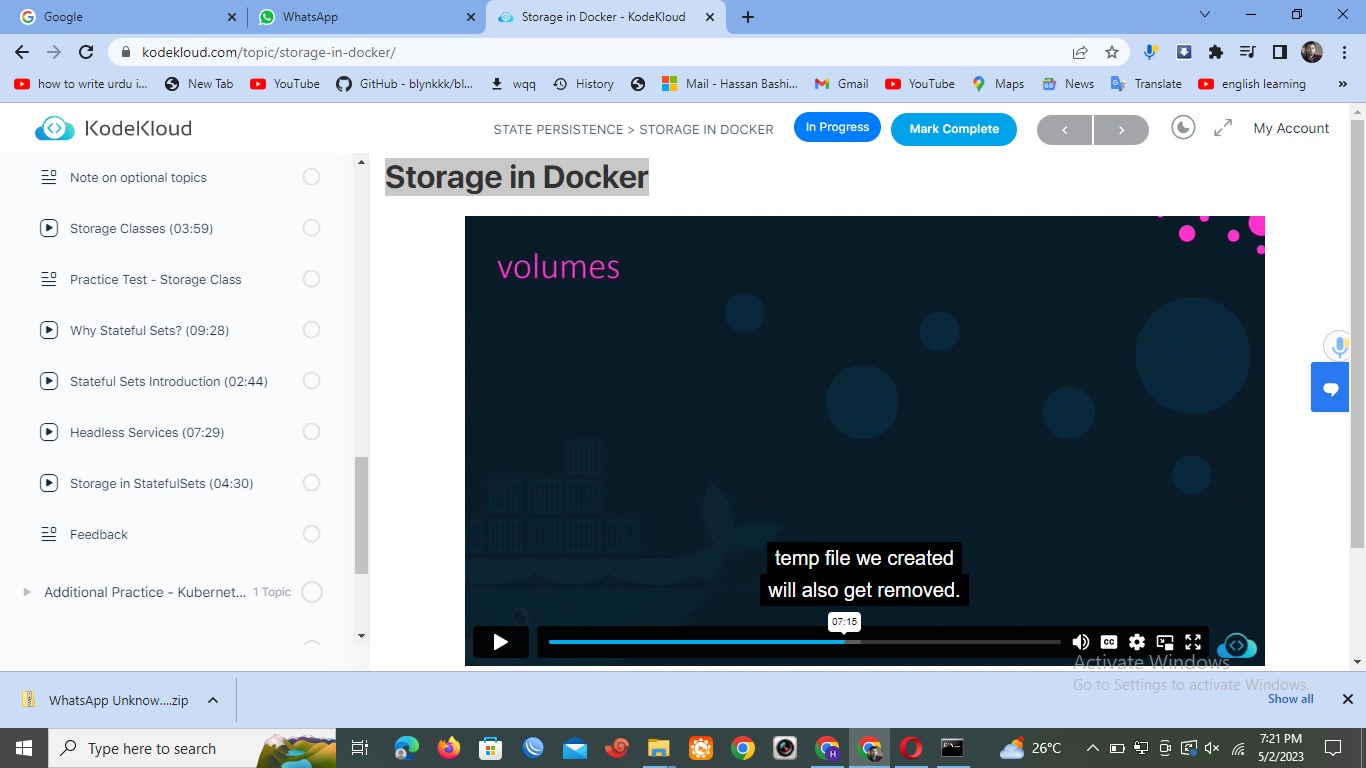 Google
WhatsApp
Storage in Docker - KodeKloud
kodekloud.com/topic/storage-in-docker/
how to write urdu i...
New Tab
YouTube
GitHub - blynkkk/bl...
wqq
History
Mail - Hassan Bashi...
Gmail
YouTube
Maps
News
Translate
english learning
»
KodeKloud
STATE PERSISTENCE > STORAGE IN DOCKER
In Progress
Mark Complete
<
>
My Account
Note on optional topics
Storage Classes (03:59)
Practice Test - Storage Class
Why Stateful Sets? (09:28)
Stateful Sets Introduction (02:44)
Headless Services (07:29)
Storage in StatefulSets (04:30)
Feedback
Additional Practice - Kubernet... 1 Topic
Storage in Docker
volumes
temp file we created
will also get removed.
07:15
CC
Activate Windows
Go to Settings to activate Windows.
WhatsApp Unknow....zip
Show all
Type here to search
26°C
7:21 PM
5/2/2023